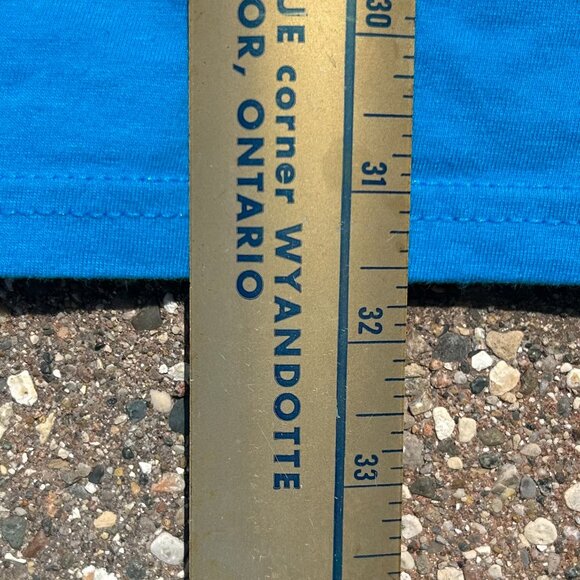 UE corner WYANDOTTE
OR, ONTARIO
30
31
32
33